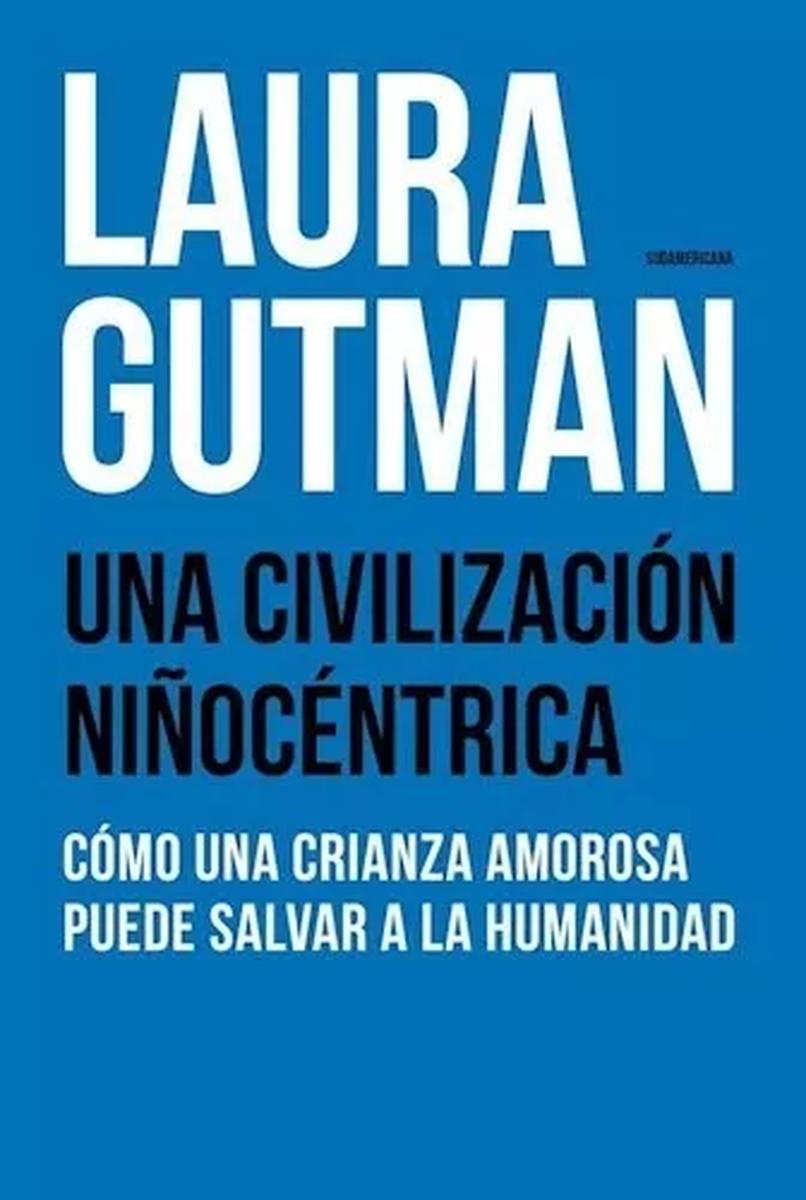 LAURA
SUDAMERICANA
GUTMAN
UNA CIVILIZACIÓN
NIÑOCÉNTRICA
CÓMO UNA CRIANZA AMOROSA
PUEDE SALVAR A LA HUMANIDAD